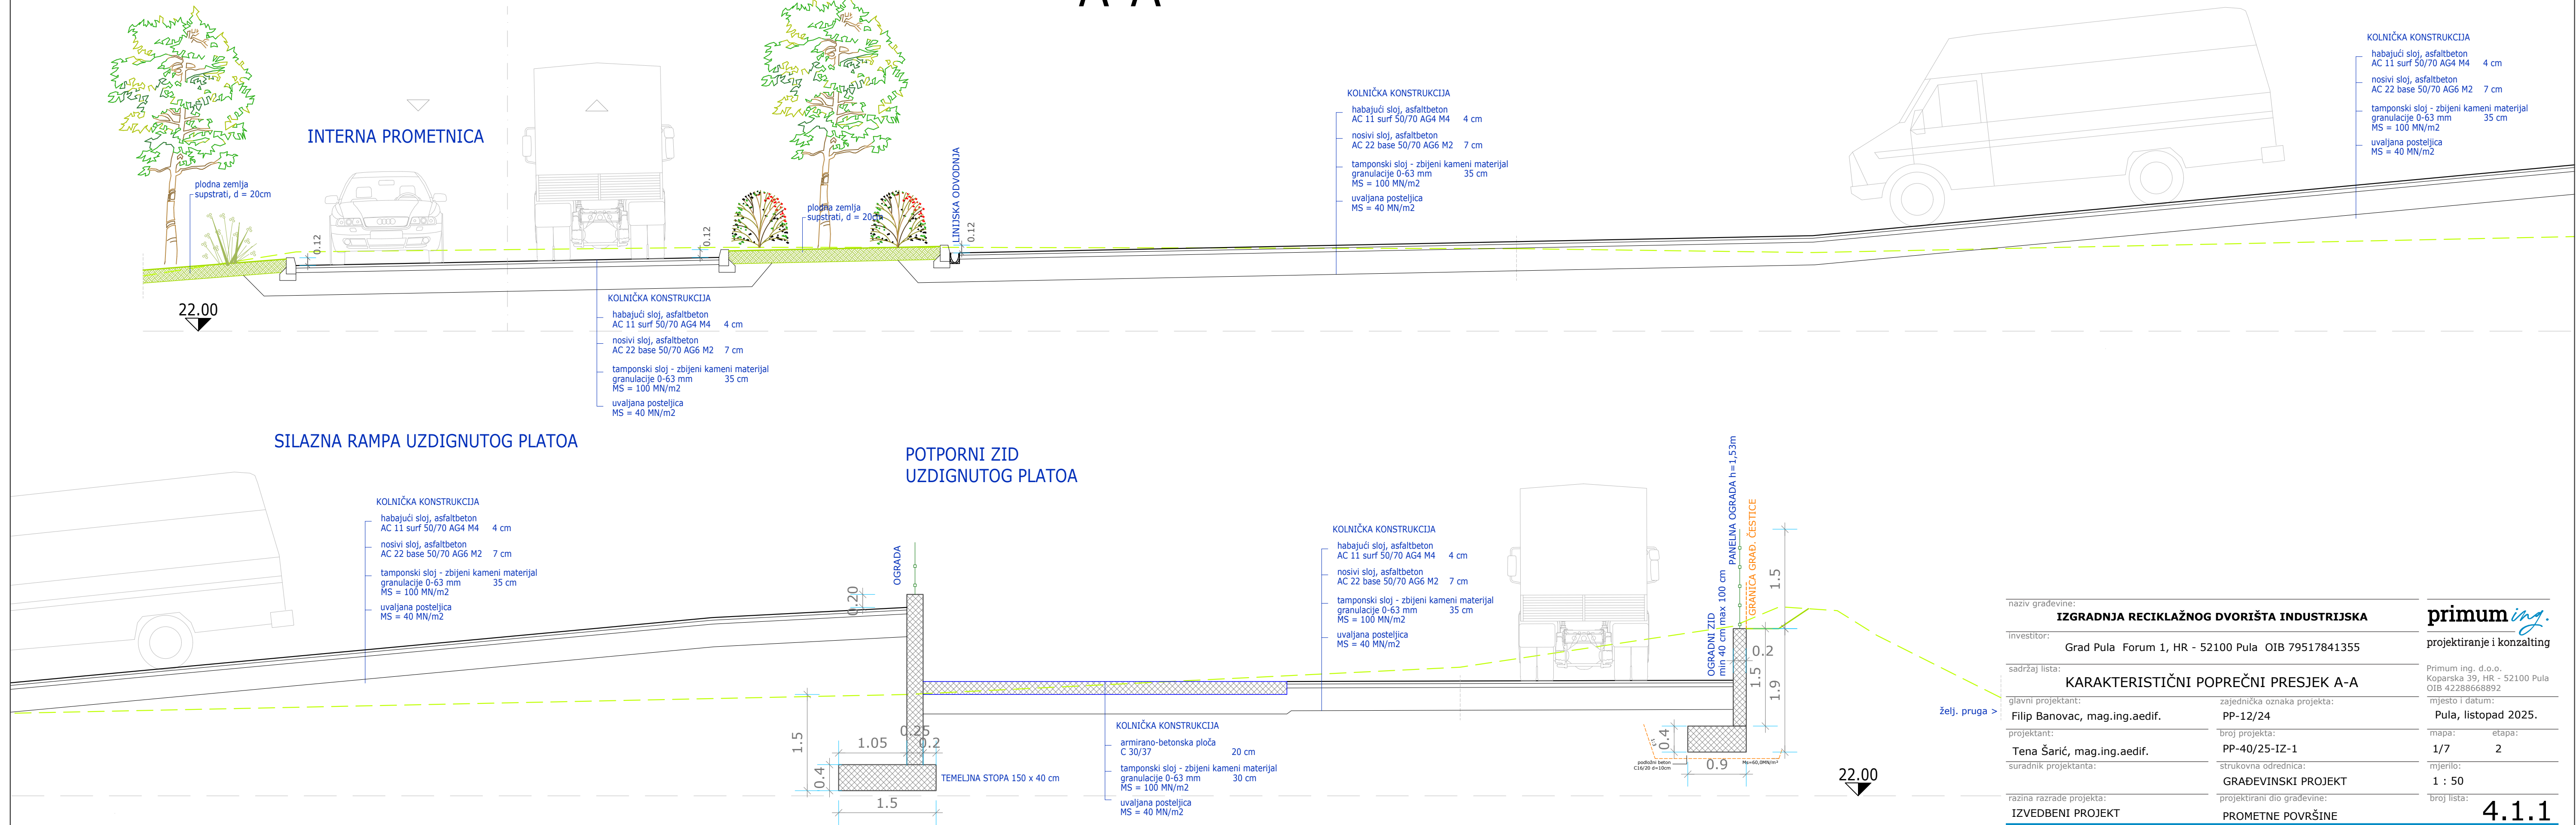 A-A
INTERNA PROMETNICA
plodna zemlja
supstrati, d = 20cm
0.12
0.12
plodna zemlja
supstrati, d = 20cm
LINIJSKA ODVODNJA
0.12
KOLNIČKA KONSTRUKCIJA
habajući sloj, asfaltbeton
AC 11 surf 50/70 AG4 M4 4 cm
nosivi sloj, asfaltbeton
AC 22 base 50/70 AG6 M2 7 cm
tamponski sloj - zbijeni kameni materijal
granulacije 0-63 mm 35 cm
MS = 100 MN/m2
uvaljana posteljica
MS = 40 MN/m2
KOLNIČKA KONSTRUKCIJA
habajući sloj, asfaltbeton
AC 11 surf 50/70 AG4 M4 4 cm
nosivi sloj, asfaltbeton
AC 22 base 50/70 AG6 M2 7 cm
tamponski sloj - zbijeni kameni materijal
granulacije 0-63 mm 35 cm
MS = 100 MN/m2
uvaljana posteljica
MS = 40 MN/m2
22.00
KOLNIČKA KONSTRUKCIJA
habajući sloj, asfaltbeton
AC 11 surf 50/70 AG4 M4 4 cm
nosivi sloj, asfaltbeton
AC 22 base 50/70 AG6 M2 7 cm
tamponski sloj - zbijeni kameni materijal
granulacije 0-63 mm 35 cm
MS = 100 MN/m2
uvaljana posteljica
MS = 40 MN/m2
SILAZNA RAMPA UZDIGNUTOG PLATOA
KOLNIČKA KONSTRUKCIJA
habajući sloj, asfaltbeton
AC 11 surf 50/70 AG4 M4 4 cm
nosivi sloj, asfaltbeton
AC 22 base 50/70 AG6 M2 7 cm
tamponski sloj - zbijeni kameni materijal
granulacije 0-63 mm 35 cm
MS = 100 MN/m2
uvaljana posteljica
MS = 40 MN/m2
POTPORNI ZID
UZDIGNUTOG PLATOA
OGRADA
0.20
0.25
1.05 0.2
1.5
0.4
TEMELJNA STOPA 150 x 40 cm
1.5
KOLNIČKA KONSTRUKCIJA
armirano-betonska ploča
C 30/37 20 cm
tamponski sloj - zbijeni kameni materijal
granulacije 0-63 mm 30 cm
MS = 100 MN/m2
uvaljana posteljica
MS = 40 MN/m2
KOLNIČKA KONSTRUKCIJA
habajući sloj, asfaltbeton
AC 11 surf 50/70 AG4 M4 4 cm
nosivi sloj, asfaltbeton
AC 22 base 50/70 AG6 M2 7 cm
tamponski sloj - zbijeni kameni materijal
granulacije 0-63 mm 35 cm
MS = 100 MN/m2
uvaljana posteljica
MS = 40 MN/m2
OGRADNI ZID
min 40 cm max 100 cm
PANELNA OGRADA h=1,53m
GRANICA GRAĐ. ČESTICE
1.5
0.2
1.5
1.9
0.4
0.9
podložni beton
C16/20 d=10cm
Ms=60,0MN/m²
22.00
želj. pruga >
naziv građevine:
IZGRADNJA RECIKLAŽNOG DVORIŠTA INDUSTRIJSKA
investitor:
Grad Pula Forum 1, HR - 52100 Pula OIB 79517841355
sadržaj lista:
KARAKTERISTIČNI POPREČNI PRESJEK A-A
glavni projektant:
Filip Banovac, mag.ing.aedif.
zajednička oznaka projekta:
PP-12/24
projektant:
Tena Šarić, mag.ing.aedif.
broj projekta:
PP-40/25-IZ-1
suradnik projektanta:
strukovna odrednica:
GRAĐEVINSKI PROJEKT
razina razrade projekta:
IZVEDBENI PROJEKT
projektirani dio građevine:
PROMETNE POVRŠINE
primum ing.
projektiranje i konzalting
Primum ing. d.o.o.
Koparska 39, HR - 52100 Pula
OIB 42288668892
mjesto i datum:
Pula, listopad 2025.
mapa: etapa:
1/7 2
mjerilo:
1 : 50
broj lista:
4.1.1